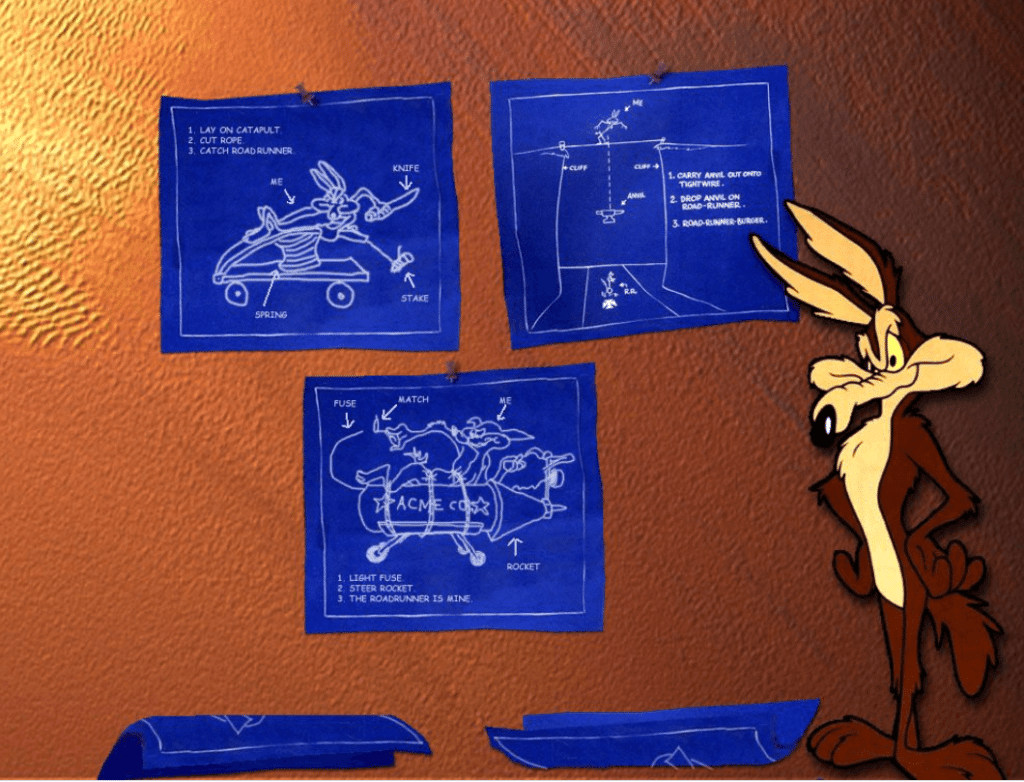 1. LAY ON CATAPULT.
2. CUT ROPE.
3. CATCH ROADRUNNER.
KNIFE
ME
STAKE
SPRING
ME
CLIFF
CLIFF
1. CARRY ANVIL OUT ONTO
TIGHTWIRE.
ANVIL
2. DROP ANVIL ON
ROAD-RUNNER.
3. ROAD-RUNNER-BURGER.
R.R.
FUSE
MATCH
ME
ACME CO
ROCKET
1. LIGHT FUSE.
2. STEER ROCKET.
3. THE ROADRUNNER IS MINE.